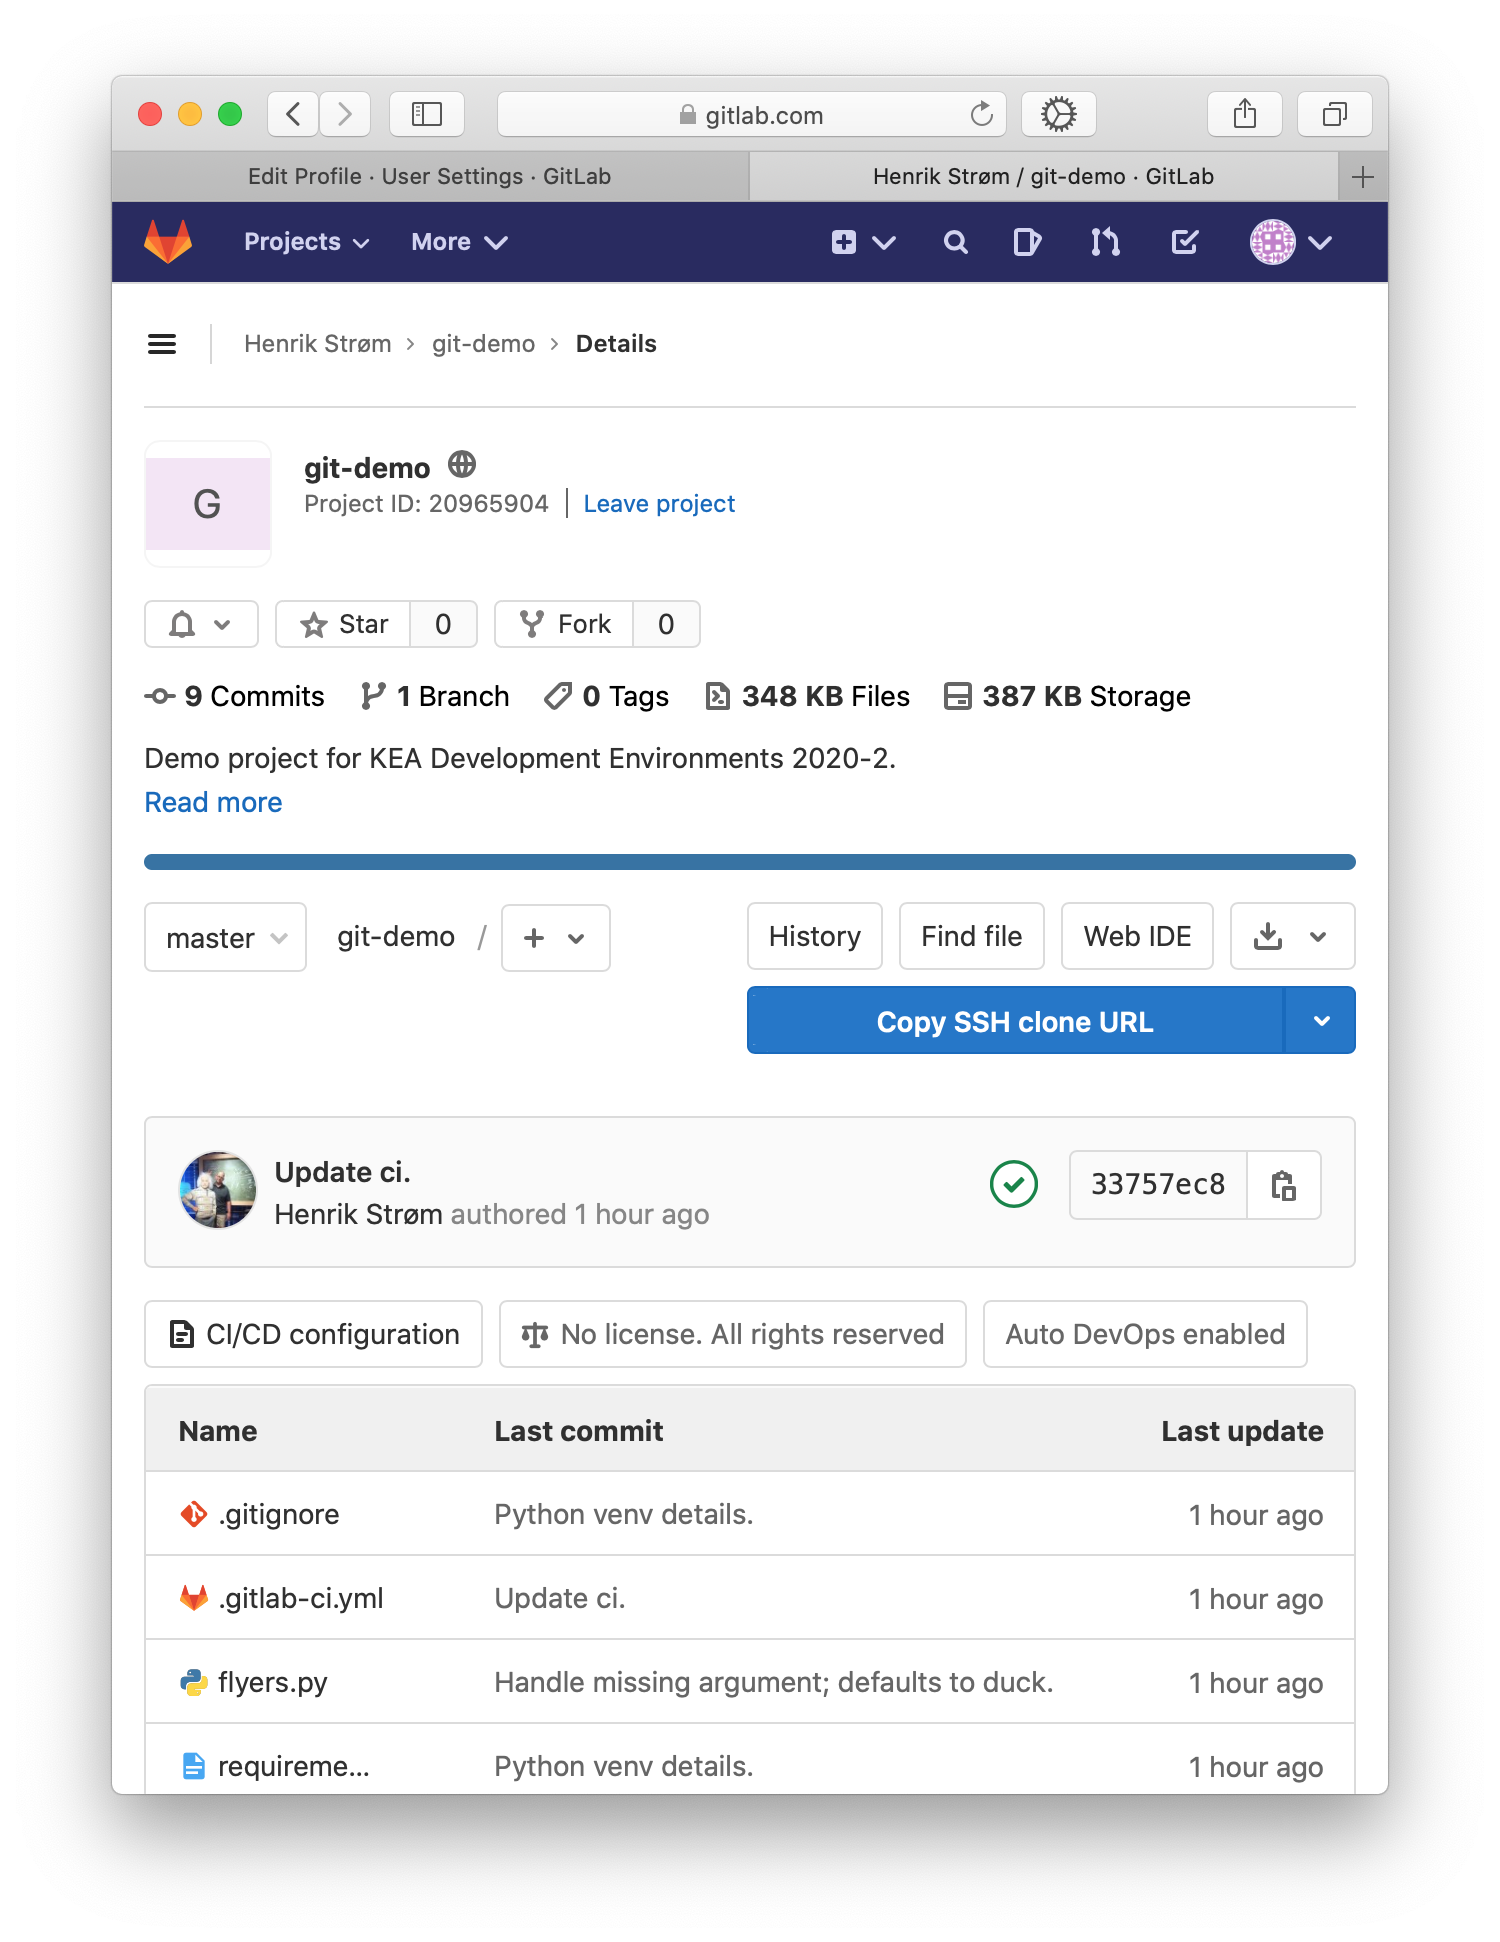 gitlab.com
Edit Profile · User Settings · GitLab
Henrik Strøm / git-demo · GitLab
Projects
More
Henrik Strøm > git-demo > Details
G
git-demo
Project ID: 20965904 | Leave project
Star 0
Fork 0
9 Commits 1 Branch 0 Tags 348 KB Files 387 KB Storage
Demo project for KEA Development Environments 2020-2.
Read more
master git-demo / +
History
Find file
Web IDE
Copy SSH clone URL
Update ci.
Henrik Strøm authored 1 hour ago
33757ec8
CI/CD configuration
No license. All rights reserved
Auto DevOps enabled
Name Last commit Last update
.gitignore Python venv details. 1 hour ago
.gitlab-ci.yml Update ci. 1 hour ago
flyers.py Handle missing argument; defaults to duck. 1 hour ago
requireme... Python venv details. 1 hour ago